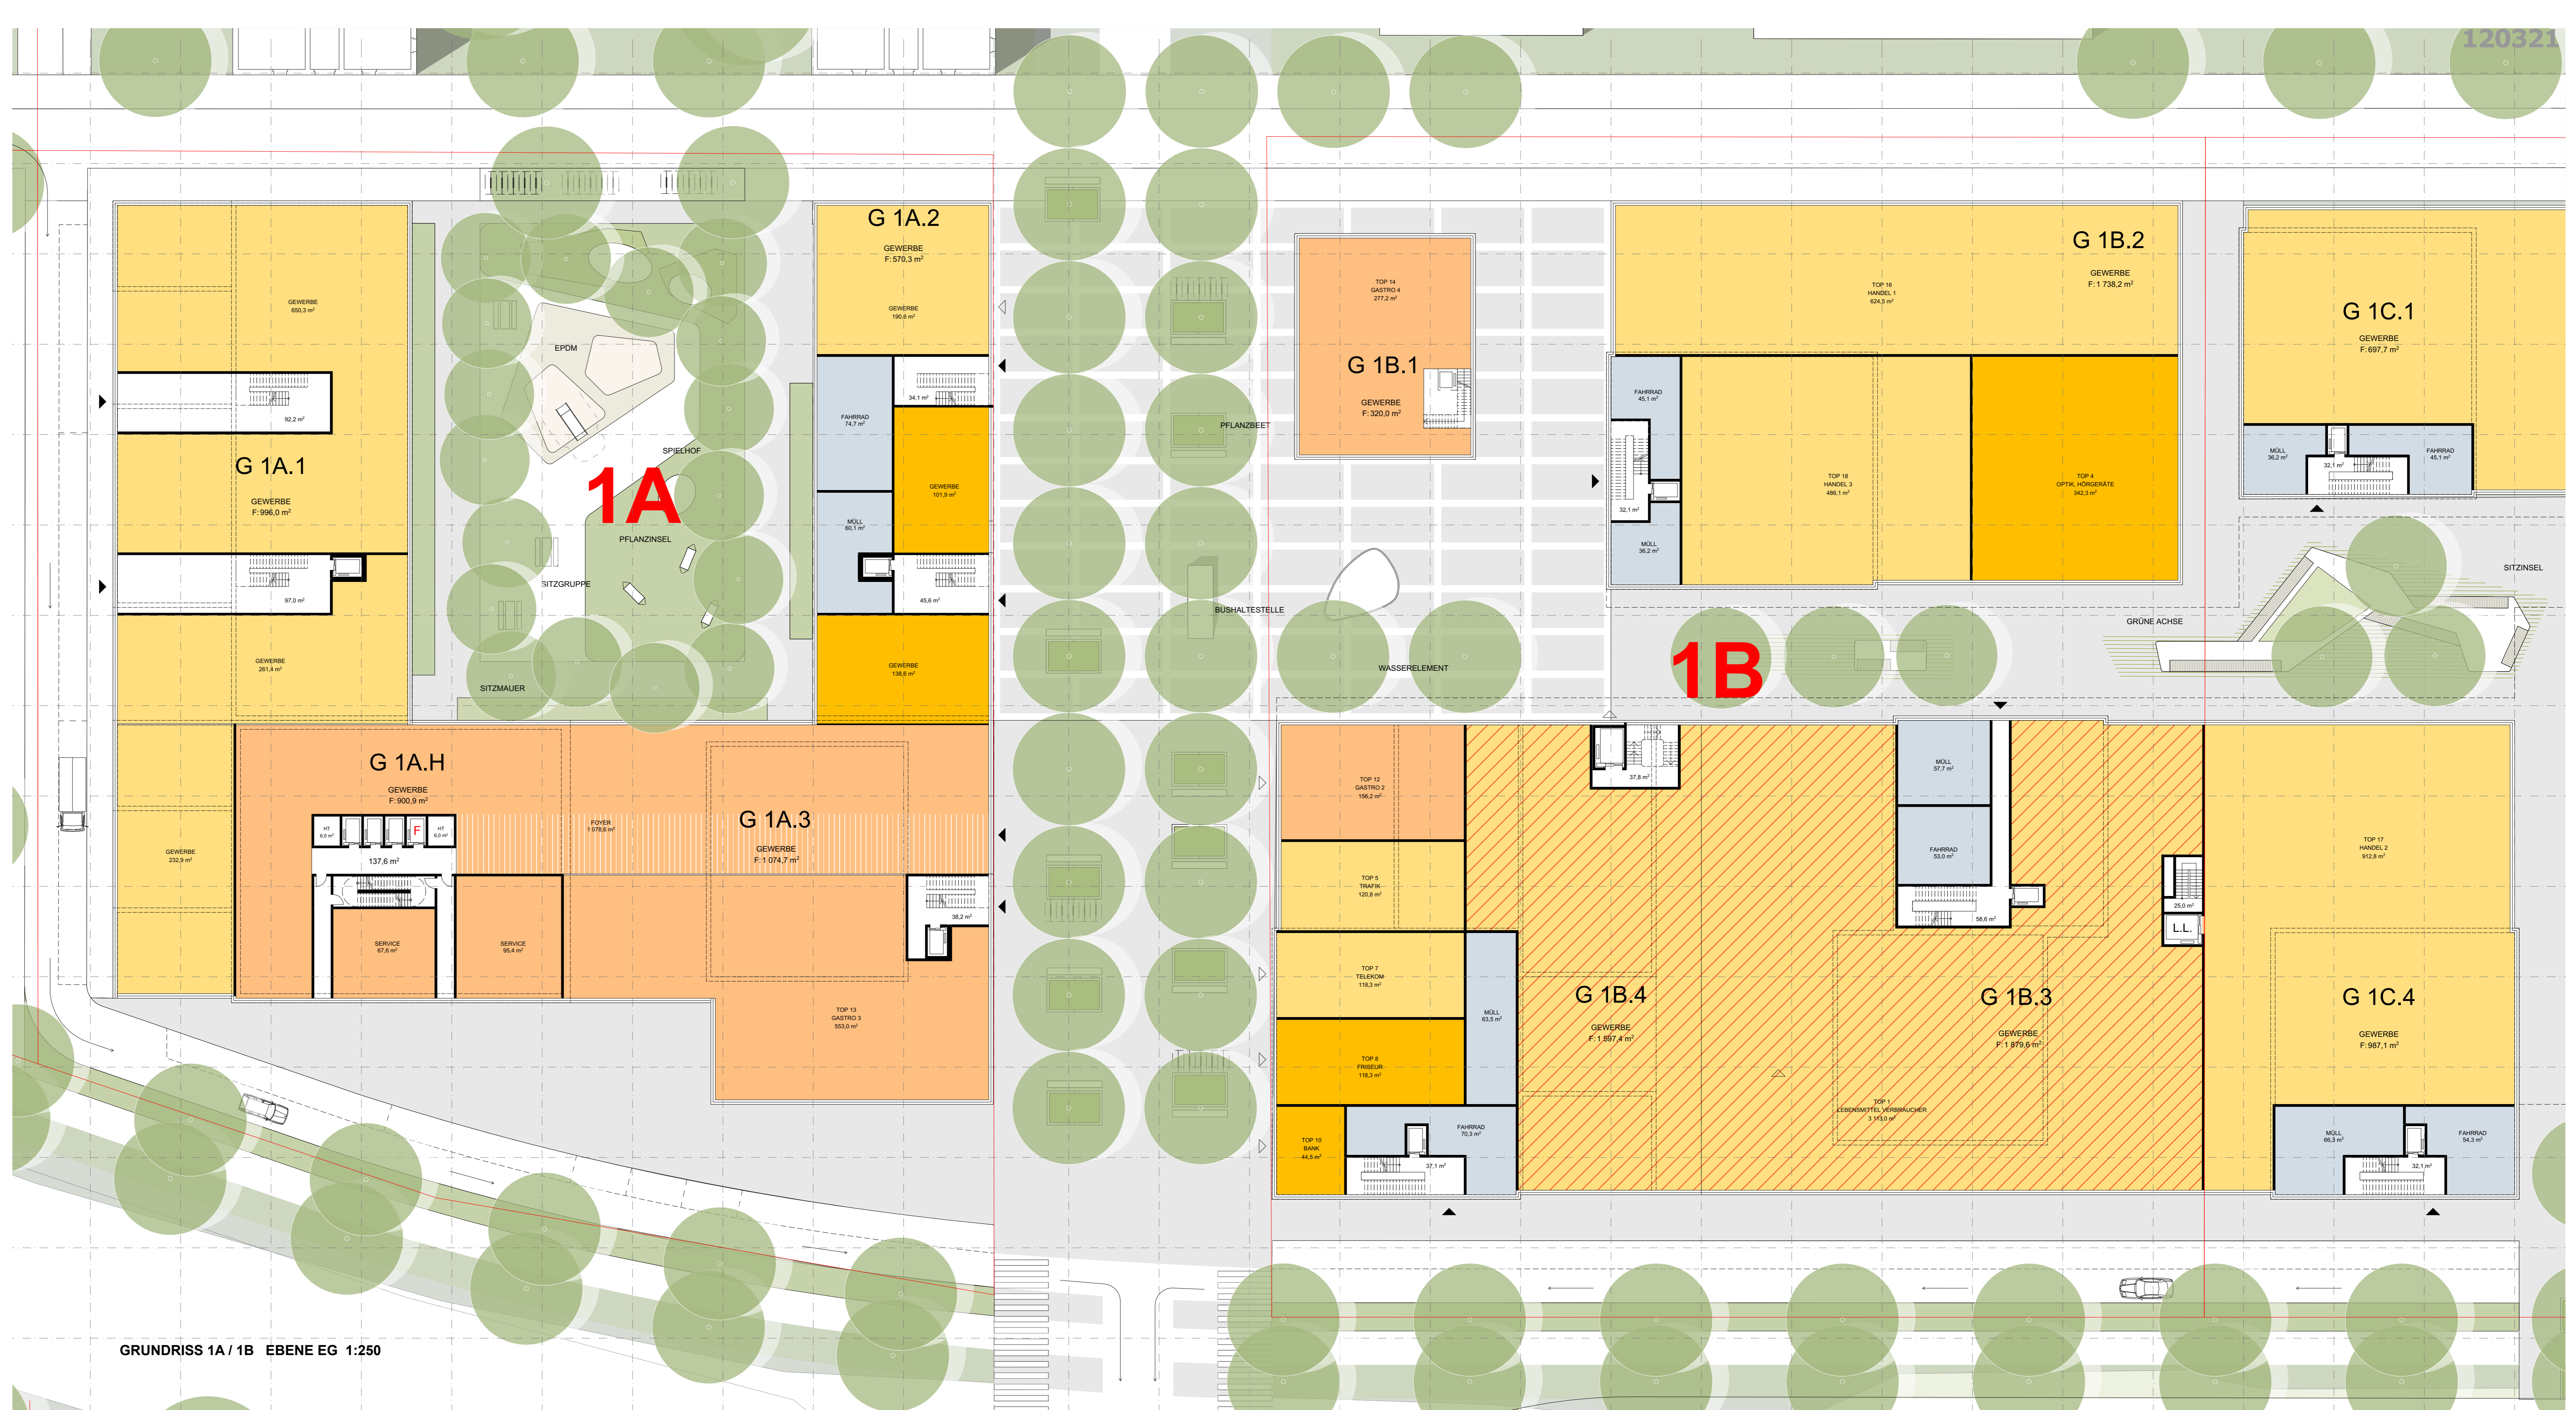 120321
G 1A.2
GEWERBE
F: 570,3 m²
GEWERBE
190,6 m²
GEWERBE
650,3 m²
92,2 m²
G 1A.1
GEWERBE
F: 996,0 m²
97,0 m²
GEWERBE
261,4 m²
EPDM
SPIELHOF
1A
PFLANZINSEL
SITZGRUPPE
SITZMAUER
FAHRRAD
74,7 m²
34,1 m²
GEWERBE
101,9 m²
MÜLL
60,1 m²
45,6 m²
GEWERBE
138,6 m²
G 1A.H
GEWERBE
F: 900,9 m²
HT
6,0 m²
F
HT
6,0 m²
137,6 m²
GEWERBE
232,9 m²
SERVICE
67,6 m²
SERVICE
95,4 m²
FOYER
1 078,6 m²
G 1A.3
GEWERBE
F: 1 074,7 m²
38,2 m²
TOP 13
GASTRO 3
553,0 m²
TOP 14
GASTRO 4
277,2 m²
G 1B.1
GEWERBE
F: 320,0 m²
PFLANZBEET
BUSHALTESTELLE
WASSERELEMENT
G 1B.2
GEWERBE
F: 1 738,2 m²
TOP 16
HANDEL 1
624,5 m²
FAHRRAD
45,1 m²
32,1 m²
MÜLL
36,2 m²
TOP 18
HANDEL 3
486,1 m²
TOP 4
OPTIK, HÖRGERÄTE
342,3 m²
G 1C.1
GEWERBE
F: 697,7 m²
MÜLL
36,2 m²
32,1 m²
FAHRRAD
45,1 m²
SITZINSEL
GRÜNE ACHSE
1B
TOP 12
GASTRO 2
156,2 m²
TOP 5
TRAFIK
120,8 m²
TOP 7
TELEKOM
118,3 m²
TOP 8
FRISEUR
118,3 m²
TOP 10
BANK
44,5 m²
MÜLL
63,5 m²
FAHRRAD
70,3 m²
37,1 m²
37,8 m²
G 1B.4
GEWERBE
F: 1 597,4 m²
MÜLL
57,7 m²
FAHRRAD
53,0 m²
58,6 m²
G 1B.3
GEWERBE
F: 1 879,6 m²
TOP 1
LEBENSMITTEL VERBRAUCHER
3 113,0 m²
25,0 m²
L.L.
TOP 17
HANDEL 2
912,8 m²
G 1C.4
GEWERBE
F: 987,1 m²
MÜLL
66,3 m²
32,1 m²
FAHRRAD
54,3 m²
GRUNDRISS 1A / 1B EBENE EG 1:250